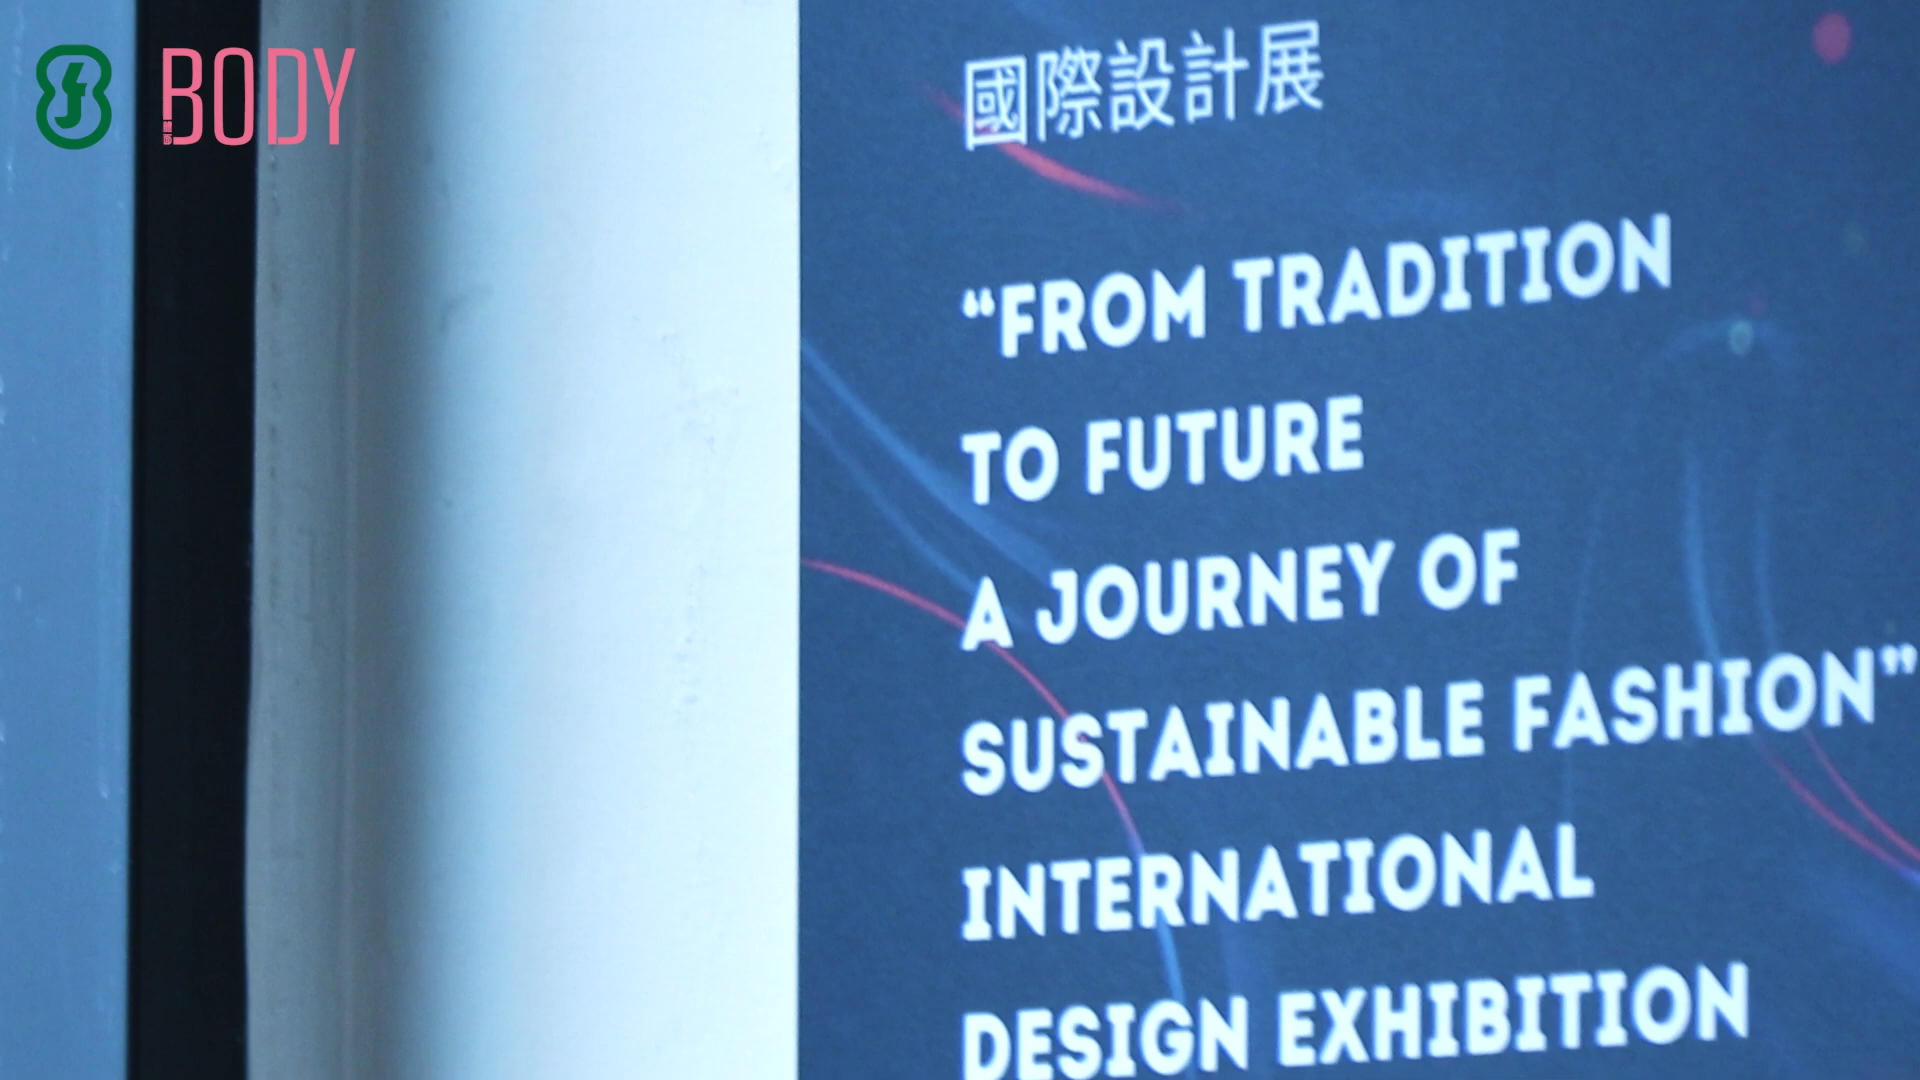 BODY
國際設計展
“FROM TRADITION
TO FUTURE
A JOURNEY OF
SUSTAINABLE FASHION”
INTERNATIONAL
DESIGN EXHIBITION